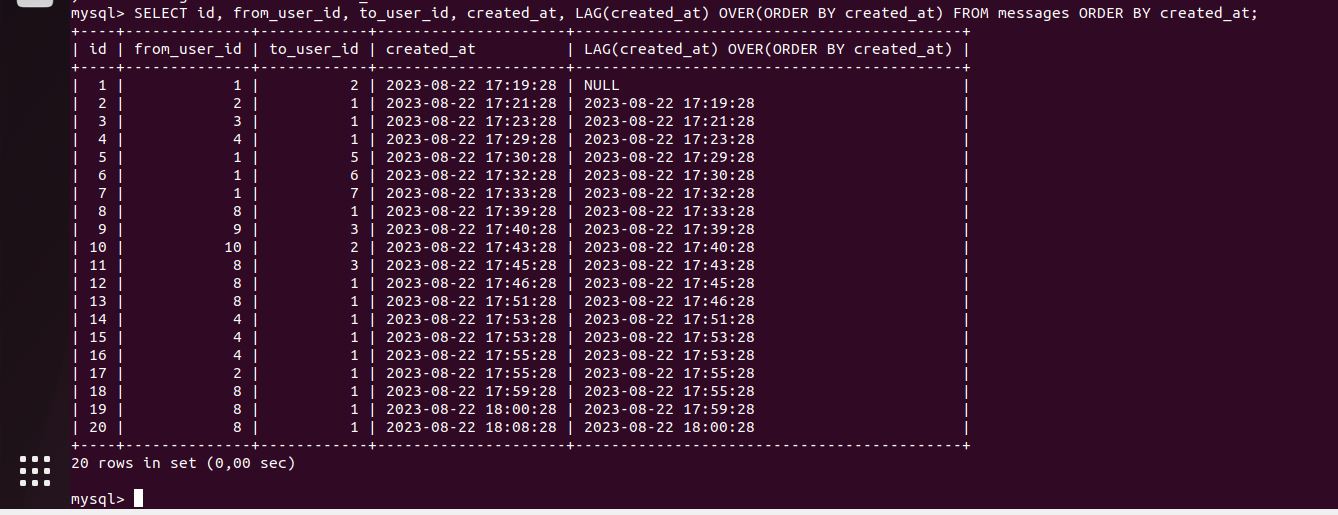 mysql> SELECT id, from_user_id, to_user_id, created_at, LAG(created_at) OVER(ORDER BY created_at) FROM messages ORDER BY created_at;
+----+--------------+------------+---------------------+-------------------------------------------+
| id | from_user_id | to_user_id | created_at          | LAG(created_at) OVER(ORDER BY created_at) |
+----+--------------+------------+---------------------+-------------------------------------------+
|  1 |            1 |          2 | 2023-08-22 17:19:28 | NULL                                      |
|  2 |            2 |          1 | 2023-08-22 17:21:28 | 2023-08-22 17:19:28                       |
|  3 |            3 |          1 | 2023-08-22 17:23:28 | 2023-08-22 17:21:28                       |
|  4 |            4 |          1 | 2023-08-22 17:29:28 | 2023-08-22 17:23:28                       |
|  5 |            1 |          5 | 2023-08-22 17:30:28 | 2023-08-22 17:29:28                       |
|  6 |            1 |          6 | 2023-08-22 17:32:28 | 2023-08-22 17:30:28                       |
|  7 |            1 |          7 | 2023-08-22 17:33:28 | 2023-08-22 17:32:28                       |
|  8 |            8 |          1 | 2023-08-22 17:39:28 | 2023-08-22 17:33:28                       |
|  9 |            9 |          3 | 2023-08-22 17:40:28 | 2023-08-22 17:39:28                       |
| 10 |           10 |          2 | 2023-08-22 17:43:28 | 2023-08-22 17:40:28                       |
| 11 |            8 |          3 | 2023-08-22 17:45:28 | 2023-08-22 17:43:28                       |
| 12 |            8 |          1 | 2023-08-22 17:46:28 | 2023-08-22 17:45:28                       |
| 13 |            8 |          1 | 2023-08-22 17:51:28 | 2023-08-22 17:46:28                       |
| 14 |            4 |          1 | 2023-08-22 17:53:28 | 2023-08-22 17:51:28                       |
| 15 |            4 |          1 | 2023-08-22 17:53:28 | 2023-08-22 17:53:28                       |
| 16 |            4 |          1 | 2023-08-22 17:55:28 | 2023-08-22 17:53:28                       |
| 17 |            2 |          1 | 2023-08-22 17:55:28 | 2023-08-22 17:55:28                       |
| 18 |            8 |          1 | 2023-08-22 17:59:28 | 2023-08-22 17:55:28                       |
| 19 |            8 |          1 | 2023-08-22 18:00:28 | 2023-08-22 17:59:28                       |
| 20 |            8 |          1 | 2023-08-22 18:08:28 | 2023-08-22 18:00:28                       |
+----+--------------+------------+---------------------+-------------------------------------------+
20 rows in set (0,00 sec)
mysql>